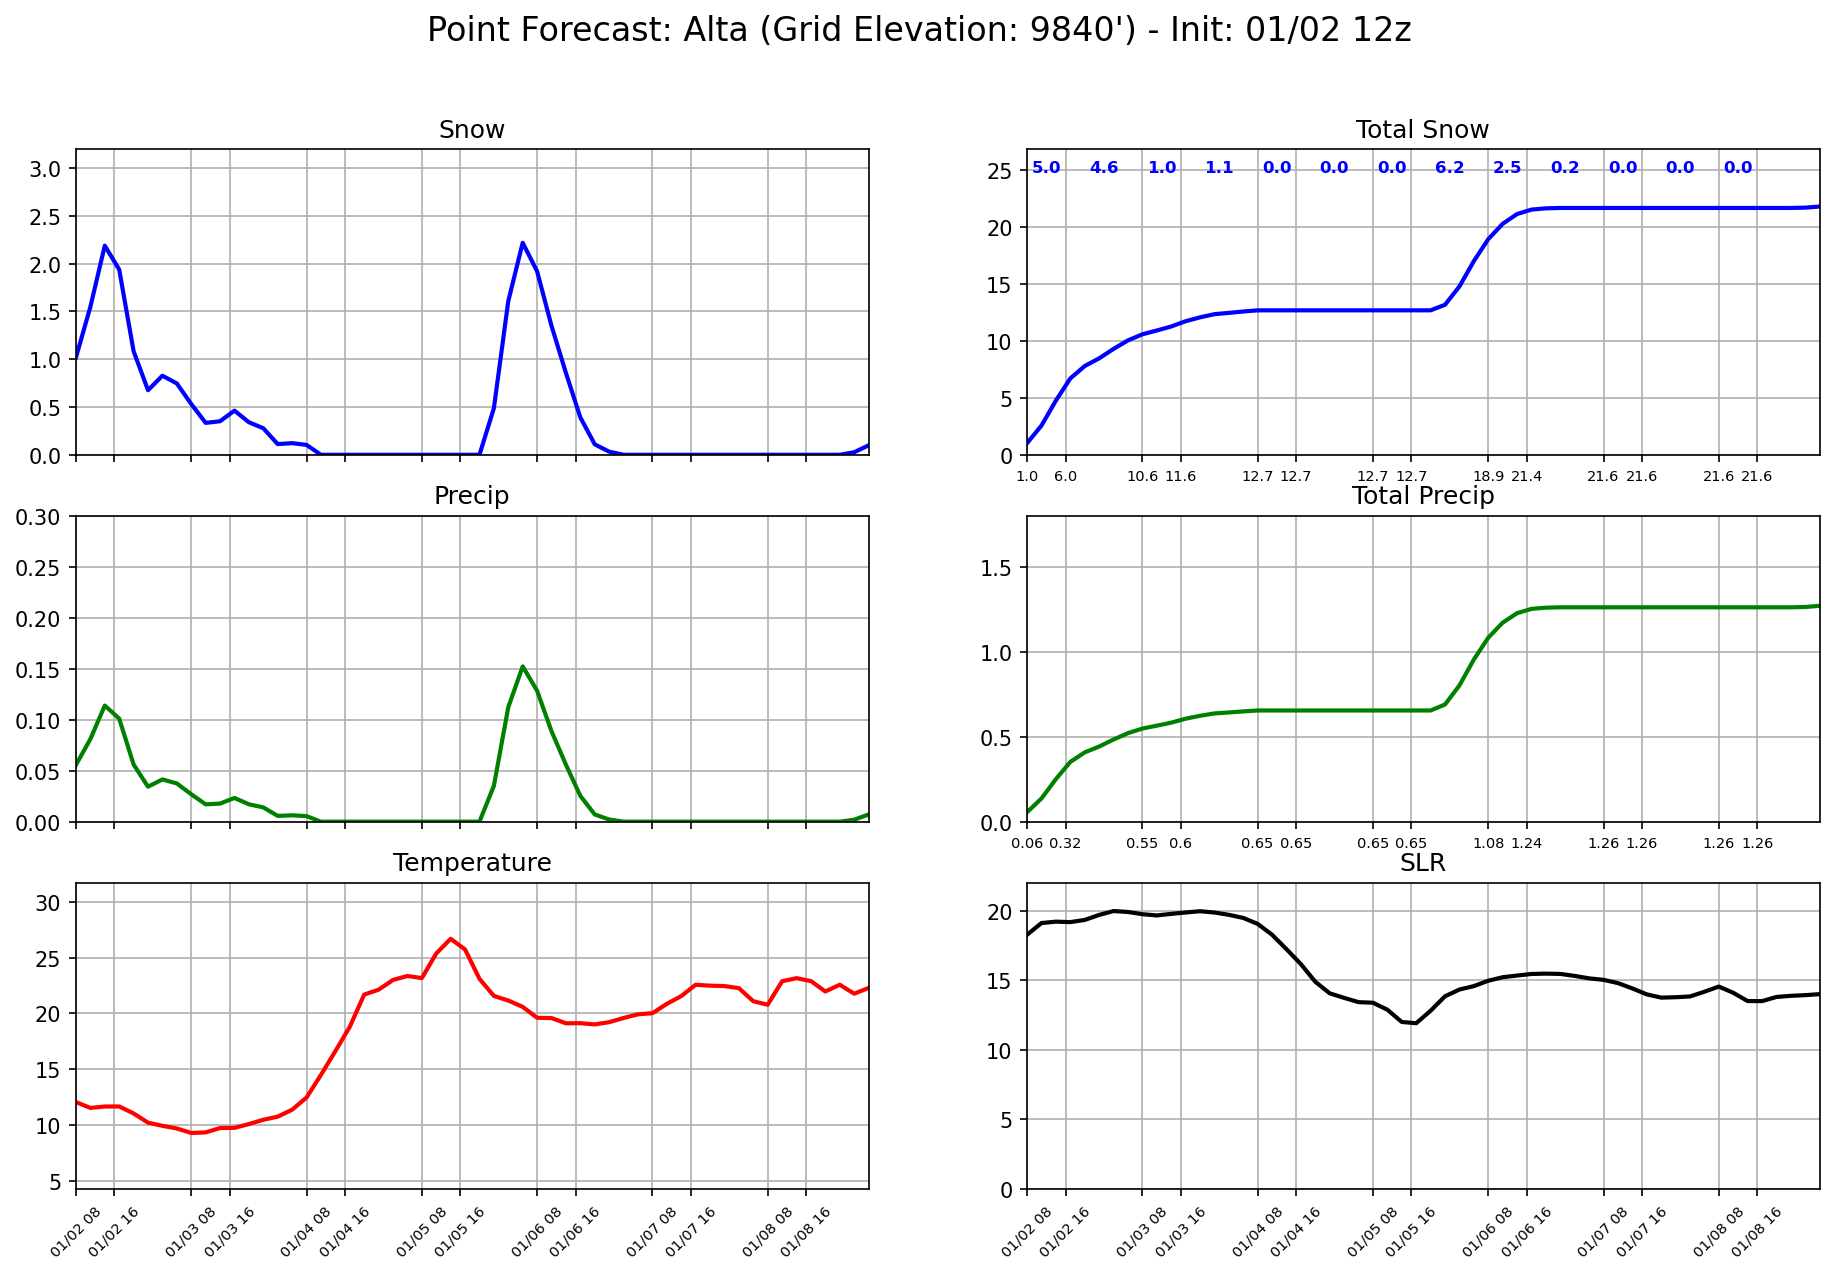 Point Forecast: Alta (Grid Elevation: 9840') - Init: 01/02 12z
Snow
3.0
2.5
2.0
1.5
1.0
0.5
0.0
Total Snow
5.0 4.6 1.0 1.1 0.0 0.0 0.0 6.2 2.5 0.2 0.0 0.0 0.0
25
20
15
10
5
0
1.0 6.0 10.6 11.6 12.7 12.7 12.7 12.7 18.9 21.4 21.6 21.6 21.6 21.6
Precip
0.30
0.25
0.20
0.15
0.10
0.05
0.00
Total Precip
1.5
1.0
0.5
0.0
0.06 0.32 0.55 0.6 0.65 0.65 0.65 0.65 1.08 1.24 1.26 1.26 1.26 1.26
Temperature
30
25
20
15
10
5
01/02 08 01/02 16 01/03 08 01/03 16 01/04 08 01/04 16 01/05 08 01/05 16 01/06 08 01/06 16 01/07 08 01/07 16 01/08 08 01/08 16
SLR
20
15
10
5
0
01/02 08 01/02 16 01/03 08 01/03 16 01/04 08 01/04 16 01/05 08 01/05 16 01/06 08 01/06 16 01/07 08 01/07 16 01/08 08 01/08 16